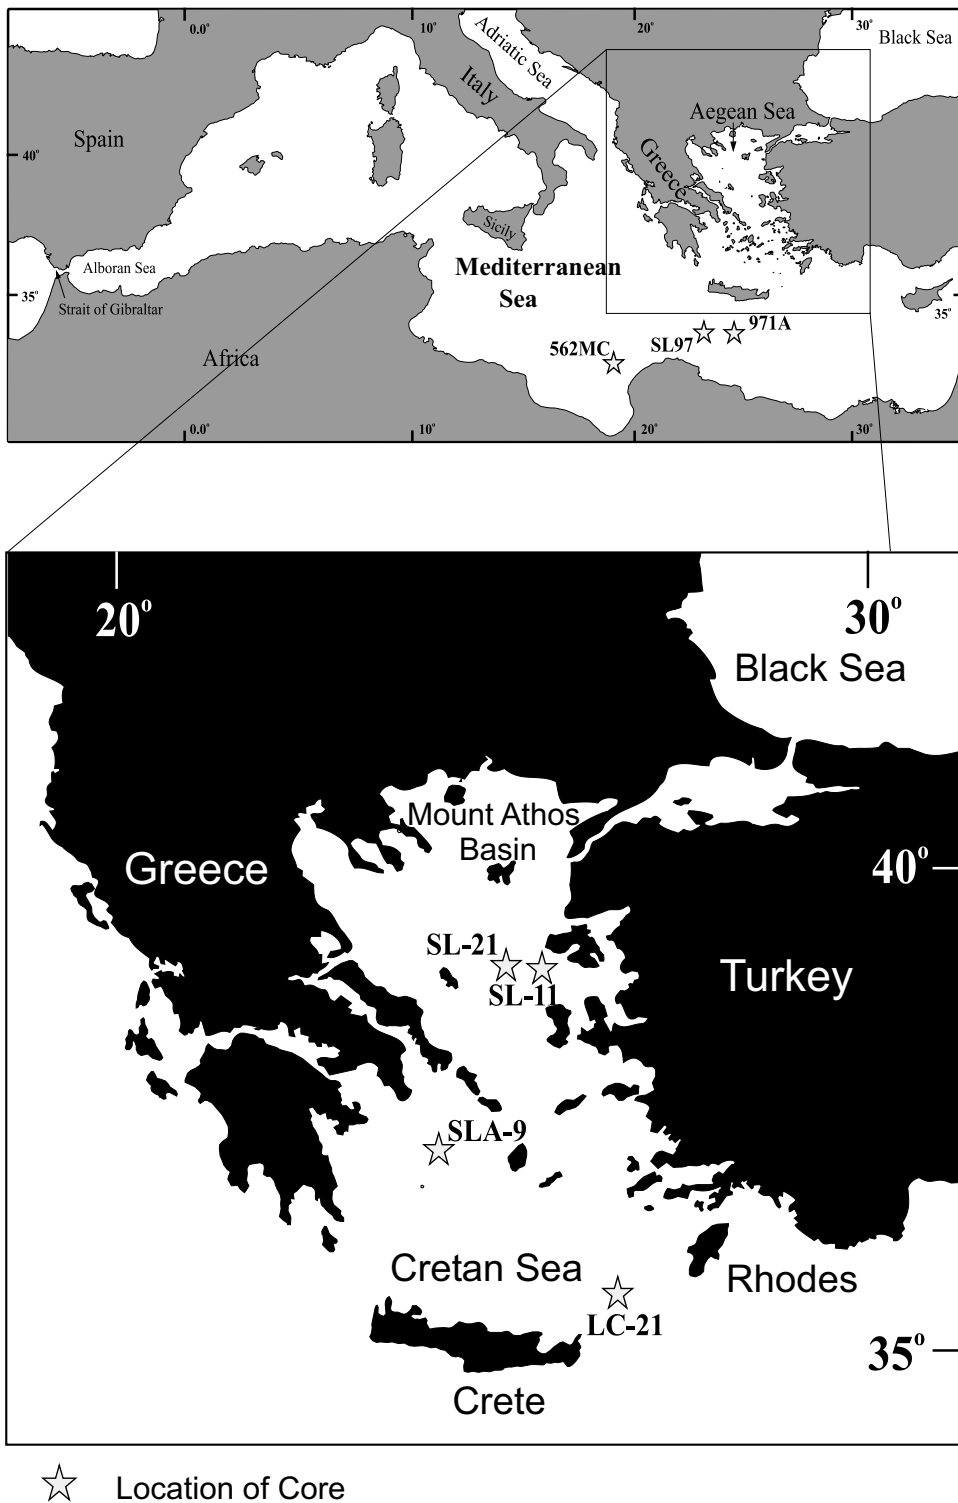 0.0°
10°
20°
30°
Black Sea
Adriatic Sea
Italy
Aegean Sea
Spain
40°
Greece
Sicily
Alboran Sea
Mediterranean
Sea
Strait of Gibraltar
35°
35°
971A
SL97
562MC
Africa
0.0°
10°
20°
30°
20°
30°
Black Sea
Mount Athos
Basin
Greece
40°
SL-21
SL-11
Turkey
SLA-9
Cretan Sea
Rhodes
LC-21
35°
Crete
Location of Core